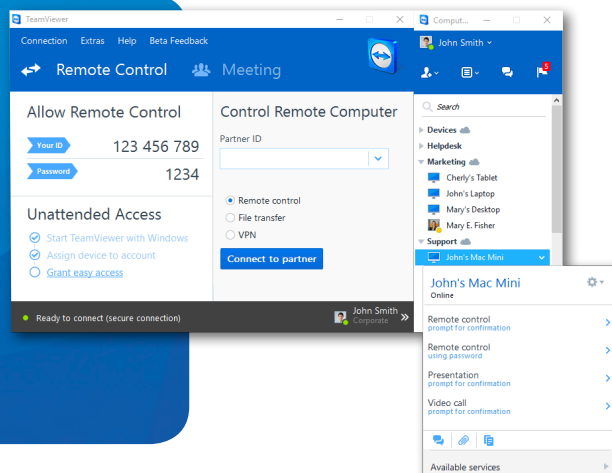 TeamViewer
Connection Extras Help Beta Feedback
Remote Control
Meeting
Allow Remote Control
Your ID
123 456 789
Password
1234
Unattended Access
Start TeamViewer with Windows
Assign device to account
Grant easy access
Control Remote Computer
Partner ID
Remote control
File transfer
VPN
Connect to partner
Ready to connect (secure connection)
John Smith
Corporate
Comput...
John Smith
5
Search
Devices
Helpdesk
Marketing
Cherly's Tablet
John's Laptop
Mary's Desktop
Mary E. Fisher
Support
John's Mac Mini
John's Mac Mini
Online
Remote control
prompt for confirmation
Remote control
using password
Presentation
prompt for confirmation
Video call
prompt for confirmation
Available services